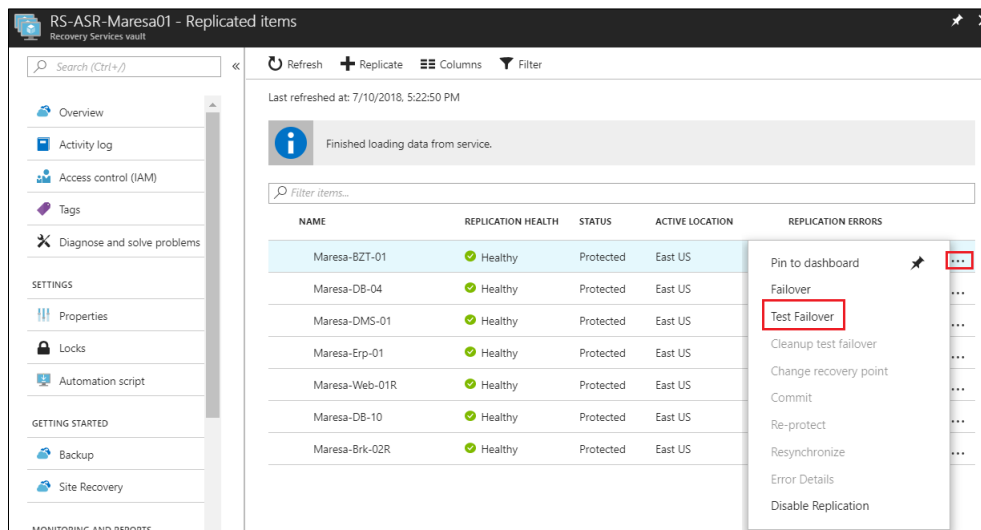 RS-ASR-Maresa01 - Replicated items
Recovery Services vault
Search (Ctrl+/)
Overview
Activity log
Access control (IAM)
Tags
Diagnose and solve problems
SETTINGS
Properties
Locks
Automation script
GETTING STARTED
Backup
Site Recovery
MONITORING AND REPORTS
Refresh Replicate Columns Filter
Last refreshed at: 7/10/2018, 5:22:50 PM
Finished loading data from service.
Filter items...
NAME REPLICATION HEALTH STATUS ACTIVE LOCATION REPLICATION ERRORS
Maresa-BZT-01 Healthy Protected East US
Maresa-DB-04 Healthy Protected East US
Maresa-DMS-01 Healthy Protected East US
Maresa-Erp-01 Healthy Protected East US
Maresa-Web-01R Healthy Protected East US
Maresa-DB-10 Healthy Protected East US
Maresa-Brk-02R Healthy Protected East US
Pin to dashboard
Failover
Test Failover
Cleanup test failover
Change recovery point
Commit
Re-protect
Resynchronize
Error Details
Disable Replication